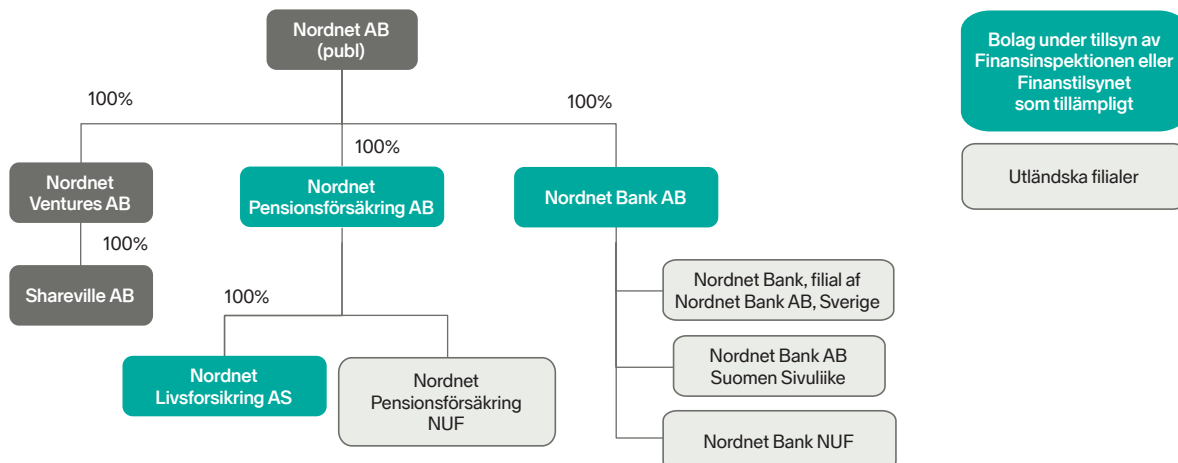 Nordnet AB
(publ)
Bolag under tillsyn av
Finansinspektionen eller
Finanstilsynet
som tillämpligt
100%
100%
100%
Nordnet
Ventures AB
Nordnet
Pensionsförsäkring AB
Nordnet Bank AB
Utländska filialer
100%
Shareville AB
100%
Nordnet Bank, filial af
Nordnet Bank AB, Sverige
Nordnet
Livsforsikring AS
Nordnet
Pensionsförsäkring
NUF
Nordnet Bank AB
Suomen Sivuliike
Nordnet Bank NUF